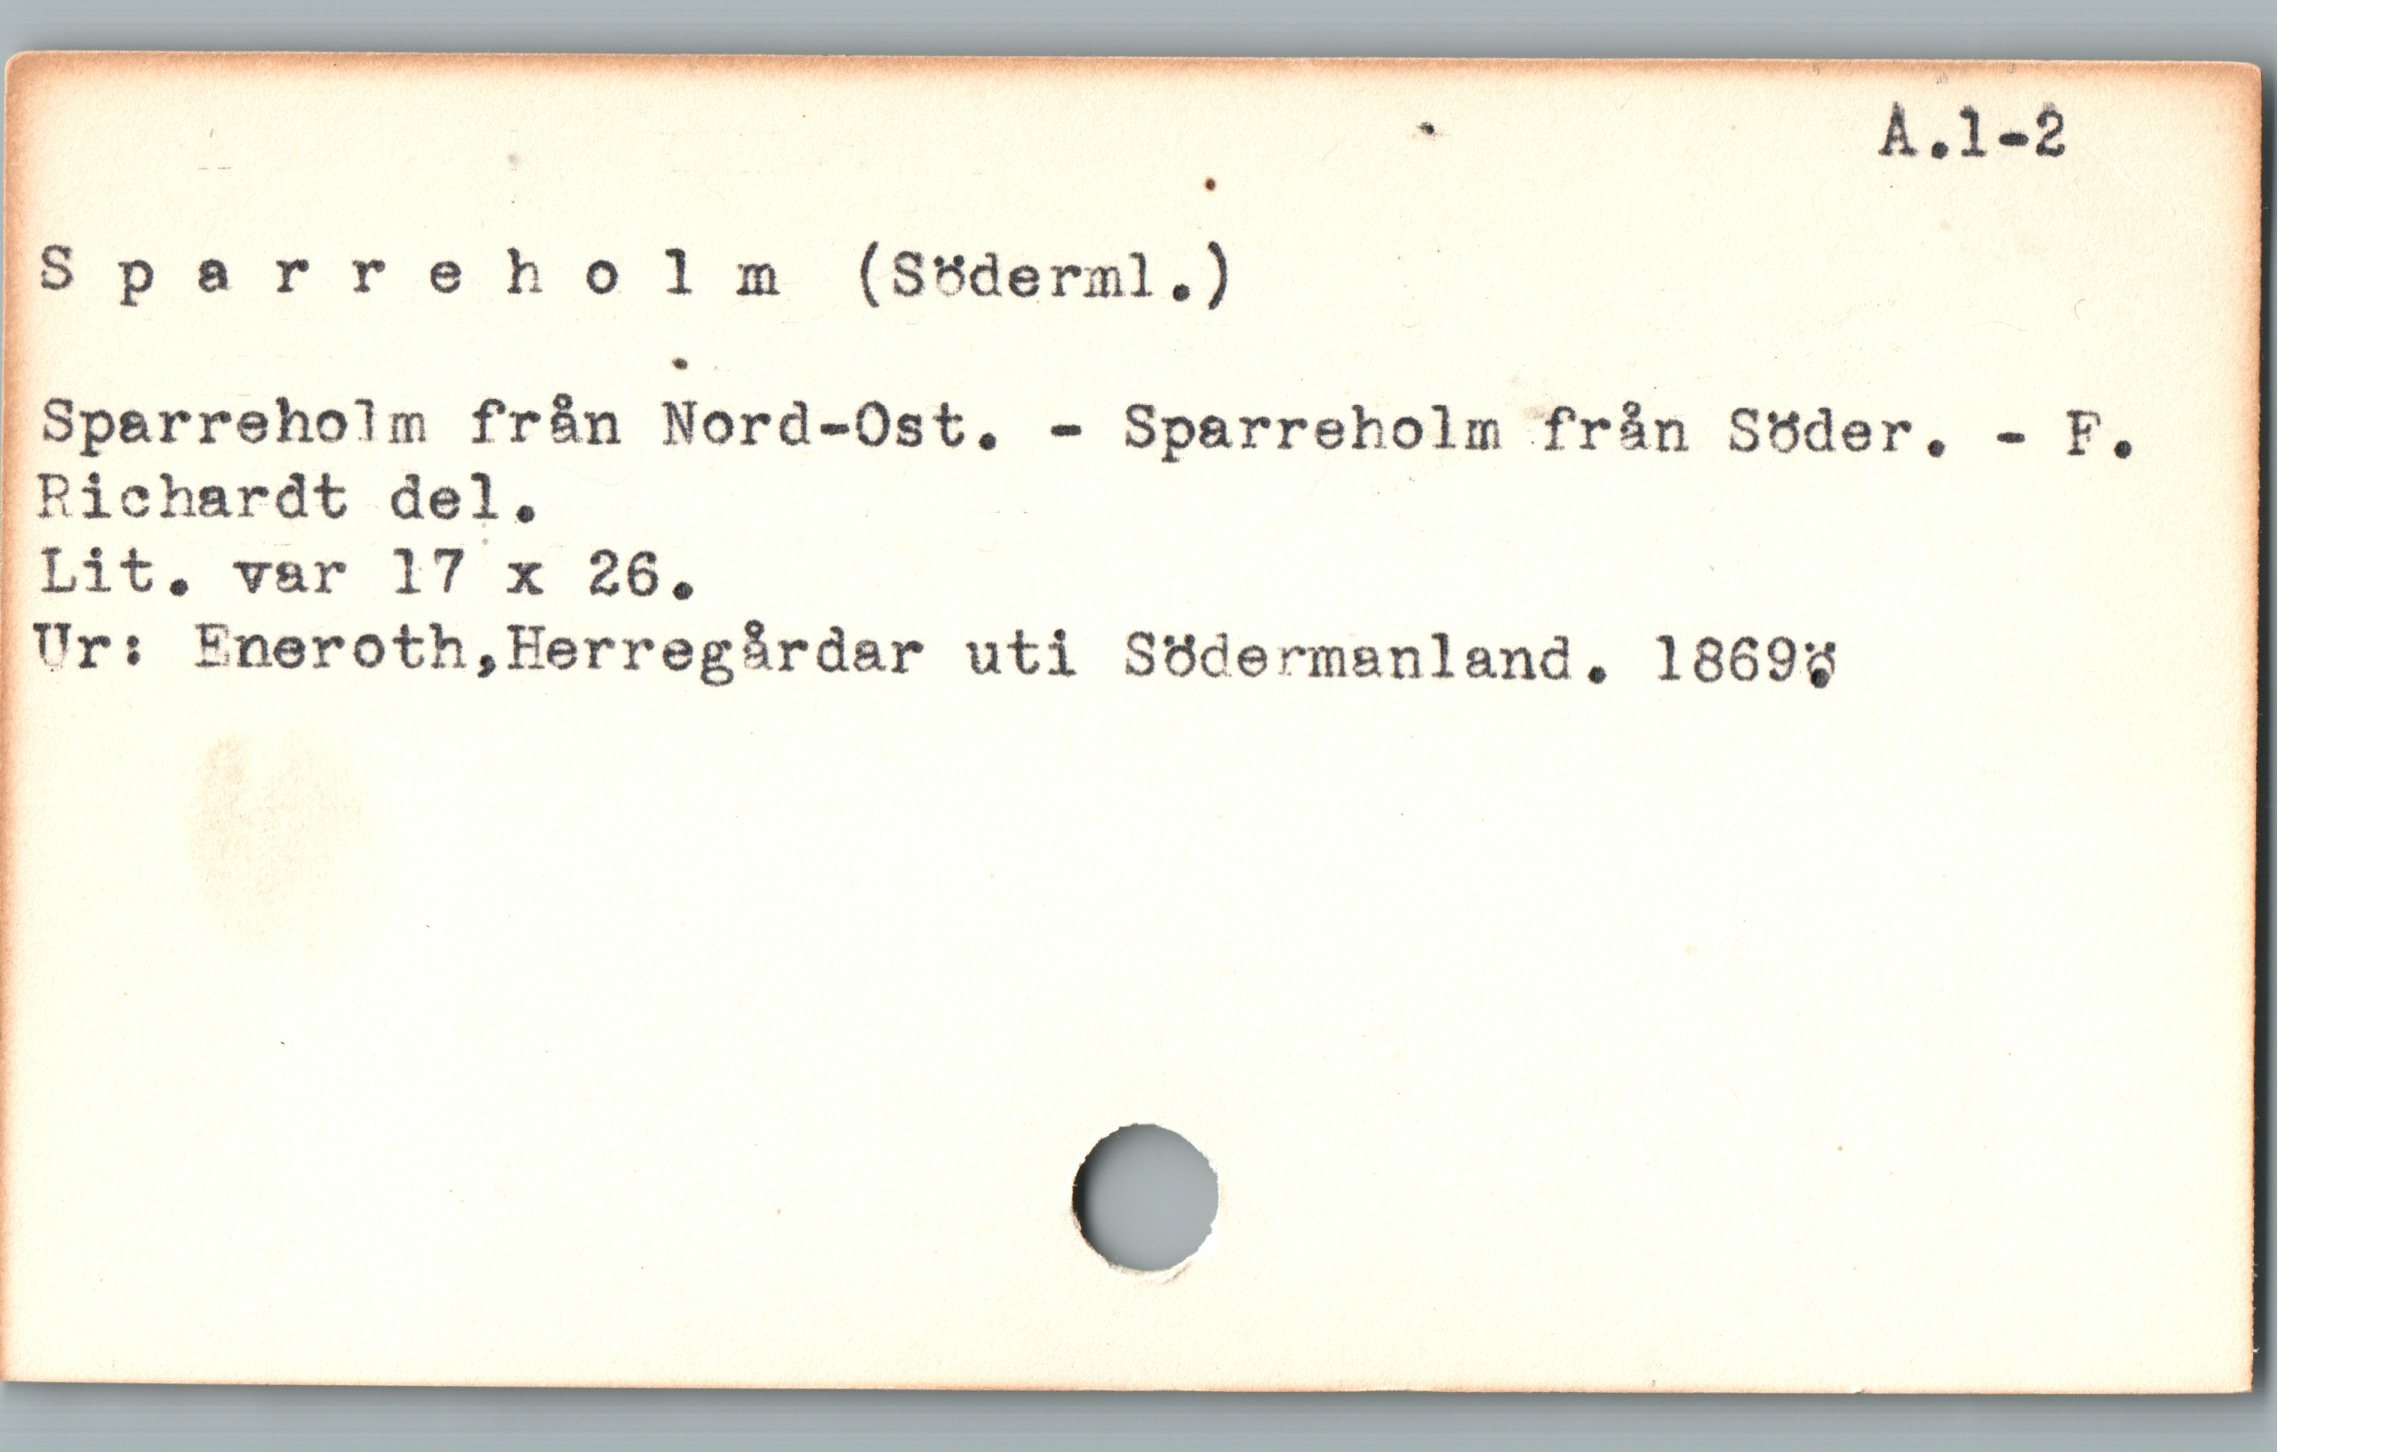 A.1-2
S p a r r e h o l m (Söderml.)
Sparreholm från Nord-Ost. - Sparreholm från Söder. - F.
Richardt del.
Lit. var 17 x 26.
Ur: Eneroth,Herregårdar uti Södermanland. 1869.